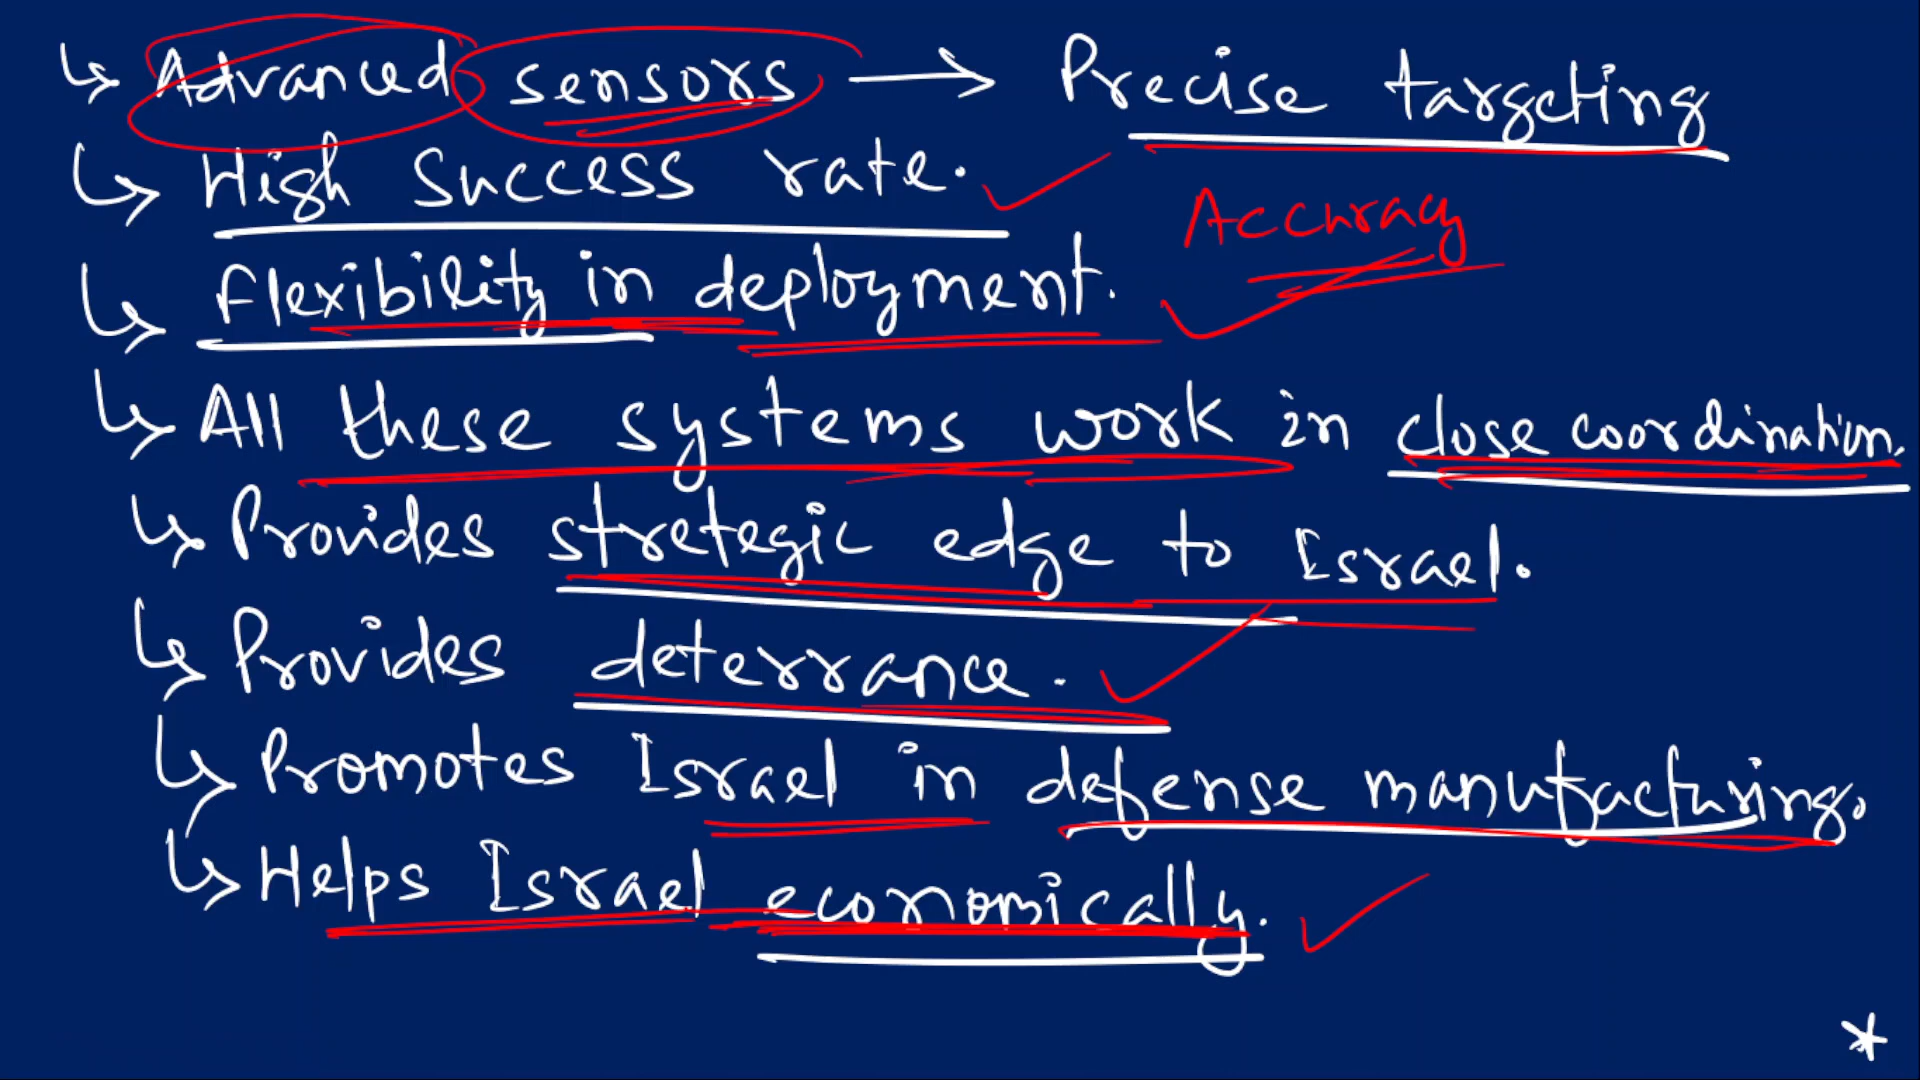 ↳ Advanced sensors → Precise targeting
↳ High Success rate.
Accuracy
↳ Flexibility in deployment.
↳ All these systems work in close coordination.
↳ Provides stretegic edge to Israel.
↳ Provides deterrance.
↳ Promotes Israel in defense manufacturing.
↳ Helps Israel economically.
*